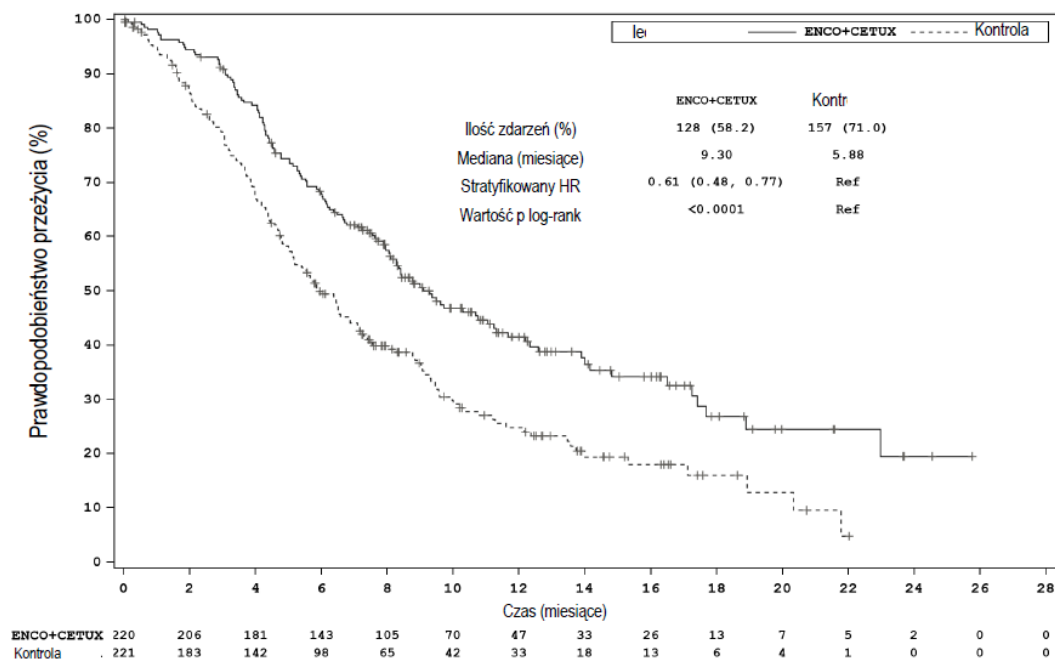 100
90
80
70
60
50
40
30
20
10
0
Prawdopodobieństwo przeżycia (%)
ENCO+CETUX Kontrola
ENCO+CETUX Kontr
Ilość zdarzeń (%) 128 (58.2) 157 (71.0)
Mediana (miesiące) 9.30 5.88
Stratyfikowany HR 0.61 (0.48, 0.77) Ref
Wartość p log-rank <0.0001 Ref
0 2 4 6 8 10 12 14 16 18 20 22 24 26 28
Czas (miesiące)
ENCO+CETUX 220 206 181 143 105 70 47 33 26 13 7 5 2 0 0
Kontrola . 221 183 142 98 65 42 33 18 13 6 4 1 0 0 0